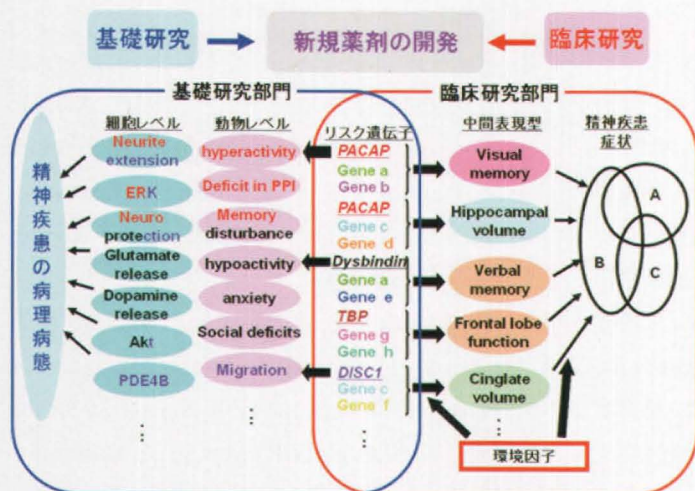 基礎研究
新規薬剤の開発
臨床研究
基礎研究部門
臨床研究部門
精神疾患の病理病態
細胞レベル
Neurite
extension
ERK
Neuro
protection
Glutamate
release
Dopamine
release
Akt
PDE4B
⋮
動物レベル
hyperactivity
Deficit in PPI
Memory
disturbance
hypoactivity
anxiety
Social deficits
Migration
⋮
リスク遺伝子
PACAP
Gene a
Gene b
PACAP
Gene c
Gene d
Dysbindin
Gene a
Gene e
TBP
Gene g
Gene h
DISC1
Gene c
Gene f
⋮
中間表現型
Visual
memory
Hippocampal
volume
Verbal
memory
Frontal lobe
function
Cinglate
volume
⋮
精神疾患
症状
A
B
C
環境因子